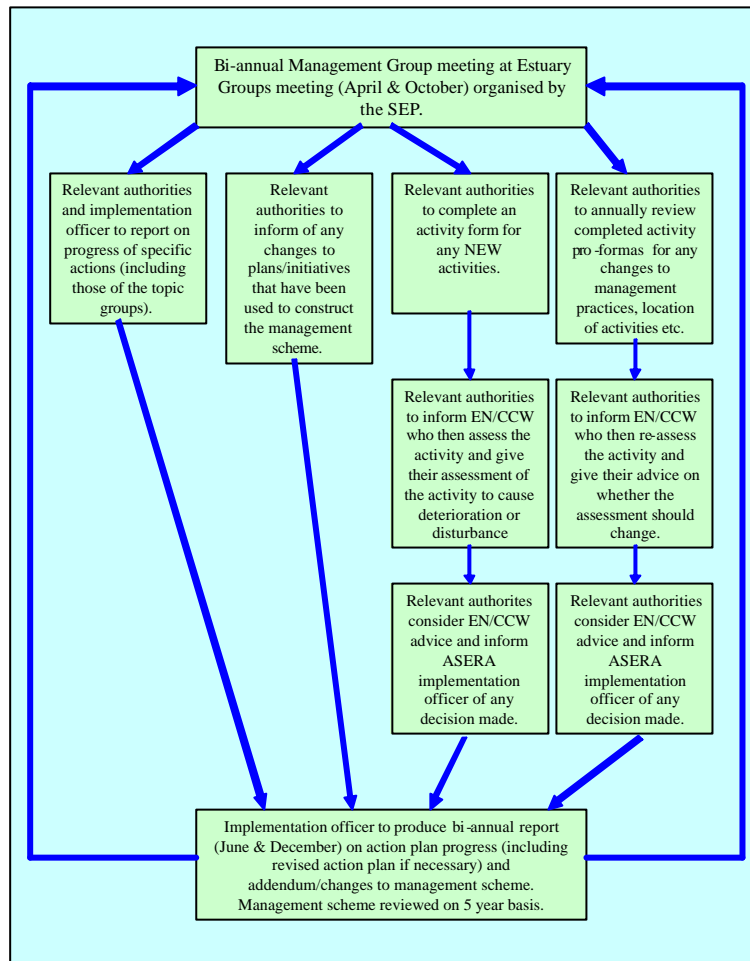 Bi-annual Management Group meeting at Estuary
Groups meeting (April & October) organised by
the SEP.
Relevant authorities
and implementation
officer to report on
progress of specific
actions (including
those of the topic
groups).
Relevant
authorities to
inform of any
changes to
plans/initiatives
that have been
used to construct
the management
scheme.
Relevant authorities
to complete an
activity form for
any NEW
activities.
Relevant authorities
to annually review
completed activity
pro-formas for any
changes to
management
practices, location
of activities etc.
Relevant authorities
to inform EN/CCW
who then assess the
activity and give
their assessment of
the activity to cause
deterioration or
disturbance
Relevant authorities
to inform EN/CCW
who then re-assess
the activity and
give their advice on
whether the
assessment should
change.
Relevant authorites
consider EN/CCW
advice and inform
ASERA
implementation
officer of any
decision made.
Relevant authorities
consider EN/CCW
advice and inform
ASERA
implementation
officer of any
decision made.
Implementation officer to produce bi-annual report
(June & December) on action plan progress (including
revised action plan if necessary) and
addendum/changes to management scheme.
Management scheme reviewed on 5 year basis.